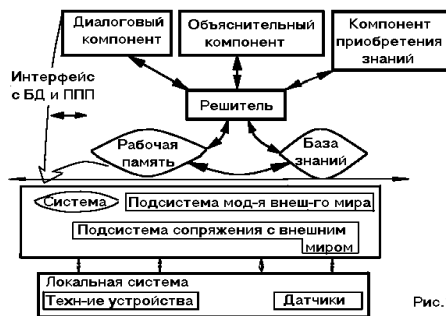 Диалоговый
компонент
Объяснительный
компонент
Компонент
приобретения
знаний
Интерфейс
с БД и ППП
Решитель
Рабочая
память
База
знаний
Система
Подсистема мод-я внеш-го мира
Подсистема сопряжения с внешним
миром
Локальная система
Техн-ие устройства
Датчики
Рис.